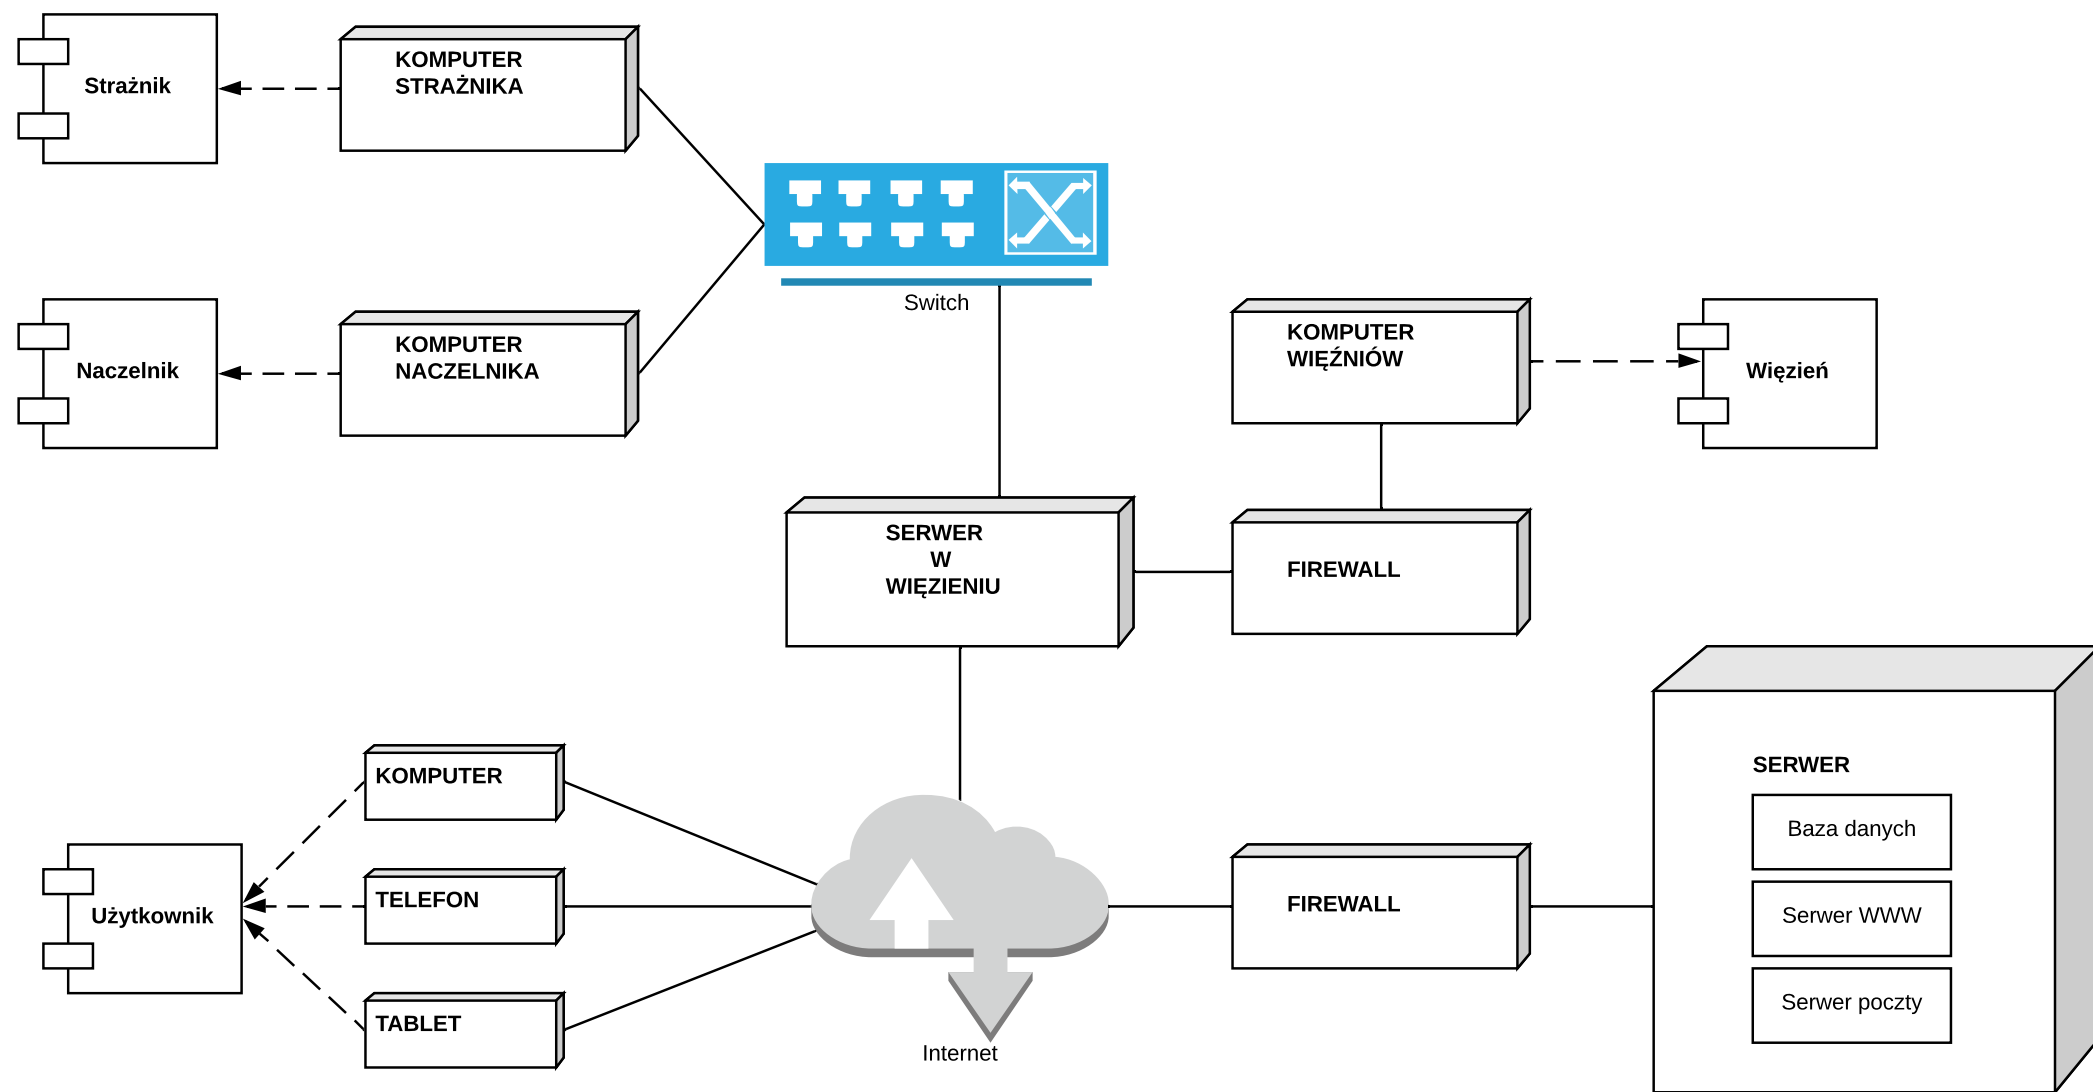 Strażnik
KOMPUTER
STRAŻNIKA
Switch
Naczelnik
KOMPUTER
NACZELNIKA
KOMPUTER
WIĘŹNIÓW
Więzień
SERWER
W
WIĘZIENIU
FIREWALL
KOMPUTER
TELEFON
TABLET
Użytkownik
Internet
FIREWALL
SERWER
Baza danych
Serwer WWW
Serwer poczty